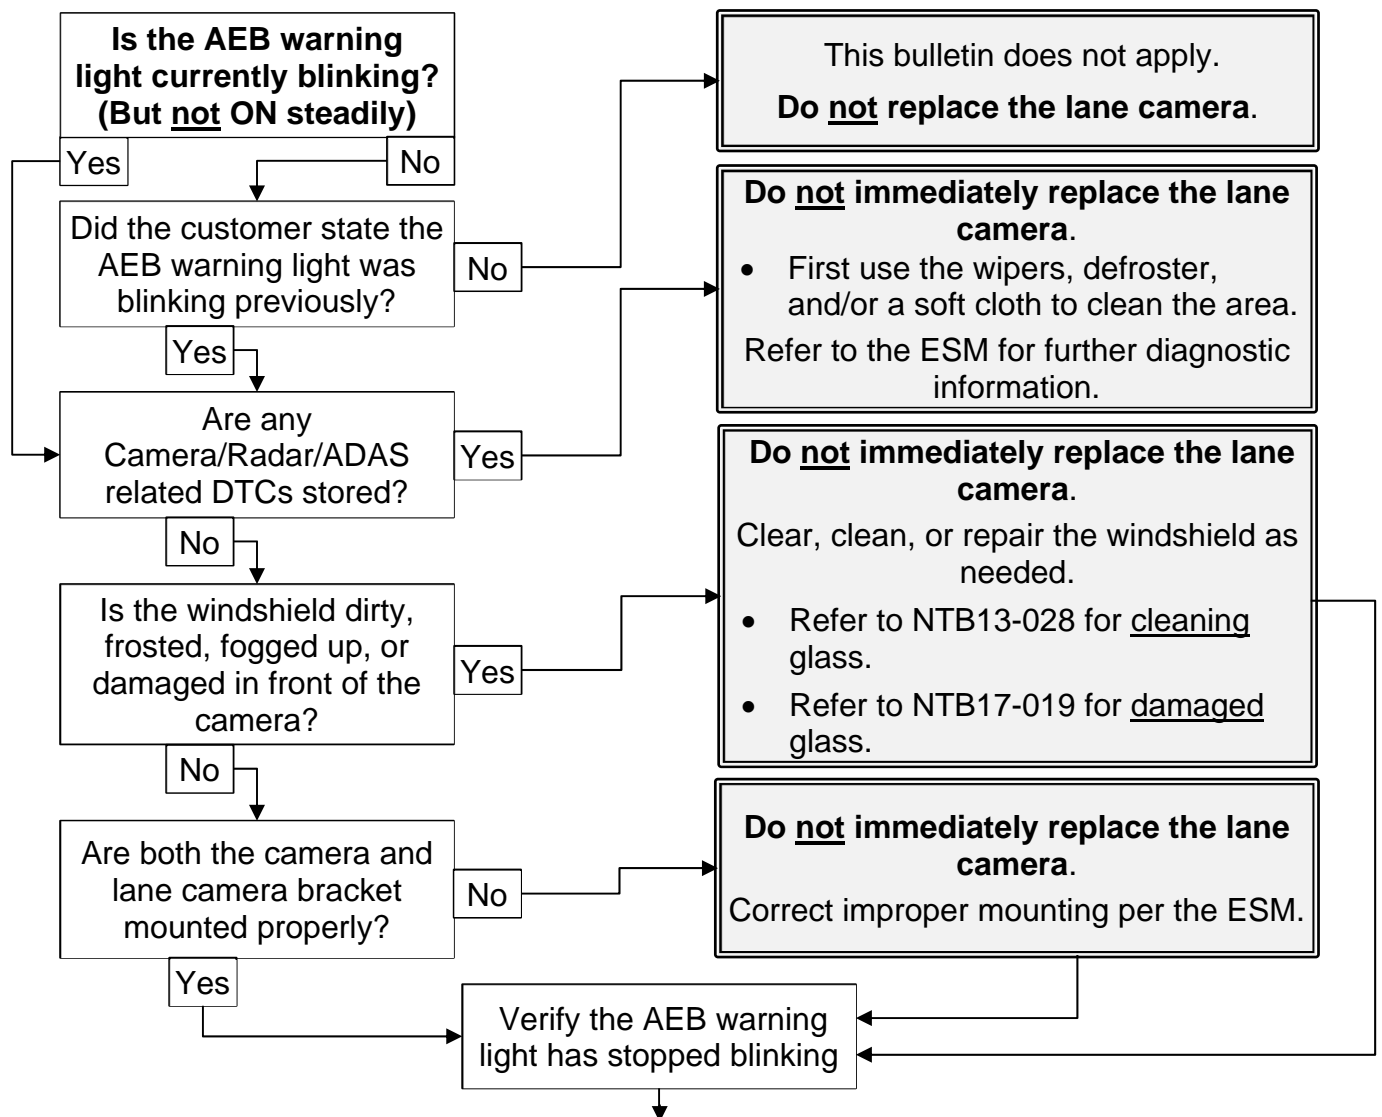 Is the AEB warning
light currently blinking?
(But not ON steadily)
Yes
No
This bulletin does not apply.
Do not replace the lane camera.
Did the customer state the
AEB warning light was
blinking previously?
No
Yes
Do not immediately replace the lane
camera.
• First use the wipers, defroster,
and/or a soft cloth to clean the area.
Refer to the ESM for further diagnostic
information.
Are any
Camera/Radar/ADAS
related DTCs stored?
Yes
No
Do not immediately replace the lane
camera.
Clear, clean, or repair the windshield as
needed.
• Refer to NTB13-028 for cleaning
glass.
• Refer to NTB17-019 for damaged
glass.
Is the windshield dirty,
frosted, fogged up, or
damaged in front of the
camera?
Yes
No
Do not immediately replace the lane
camera.
Correct improper mounting per the ESM.
Are both the camera and
lane camera bracket
mounted properly?
No
Yes
Verify the AEB warning
light has stopped blinking